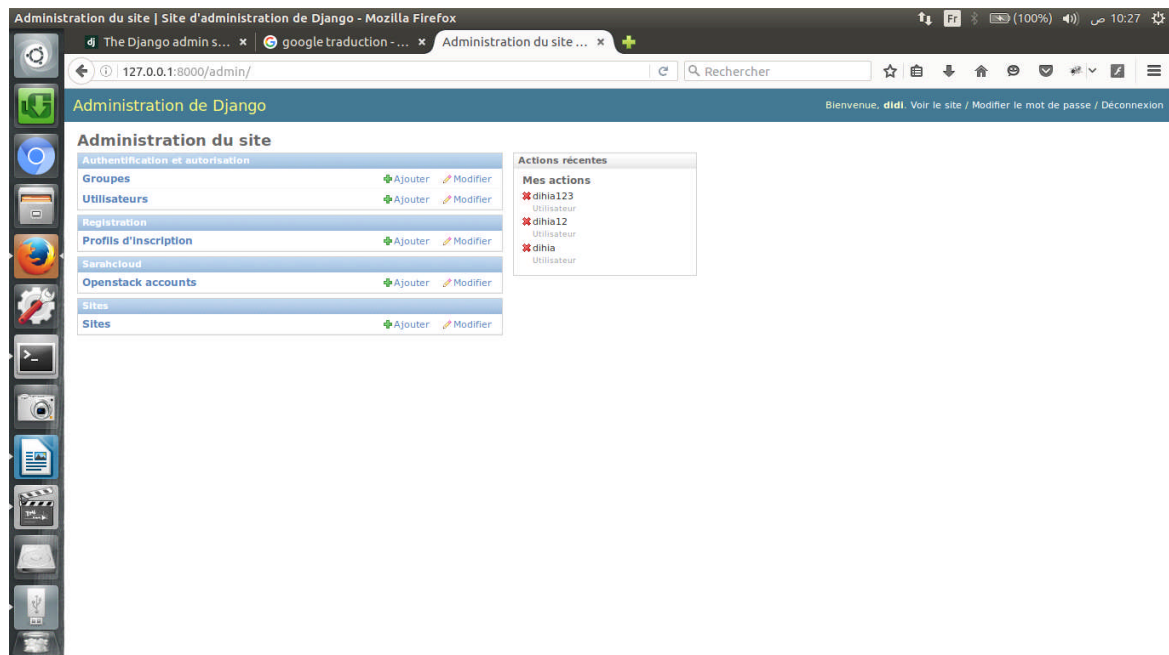 Administration du site | Site d'administration de Django - Mozilla Firefox
Fr (100%) 10:27 ص
dj The Django admin s... × G google traduction - ... × Administration du site ... ×
127.0.0.1:8000/admin/ Rechercher
Administration de Django
Bienvenue, didi. Voir le site / Modifier le mot de passe / Déconnexion
Administration du site
Authentification et autorisation
Groupes Ajouter Modifier
Utilisateurs Ajouter Modifier
Registration
Profils d'inscription Ajouter Modifier
Sarahcloud
Openstack accounts Ajouter Modifier
Sites
Sites Ajouter Modifier
Actions récentes
Mes actions
dihia123
Utilisateur
dihia12
Utilisateur
dihia
Utilisateur